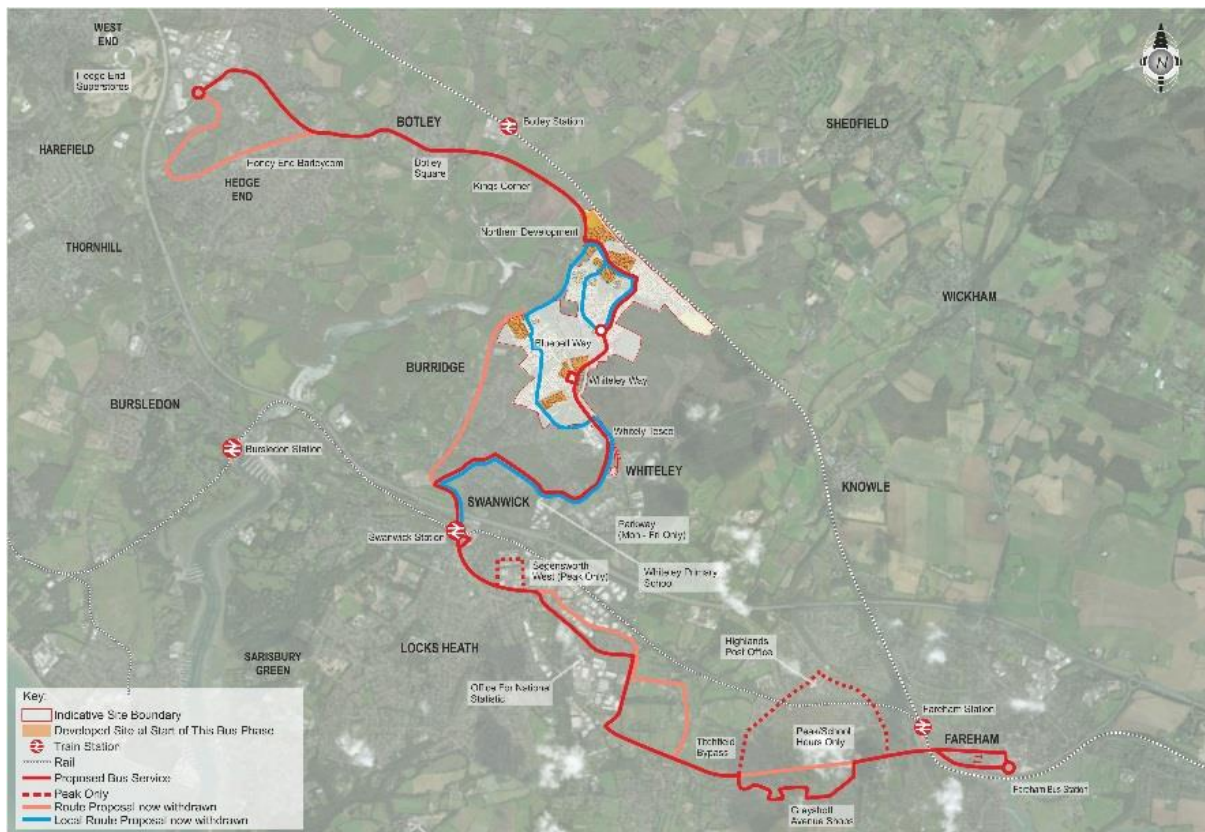 WEST
END
N
Hedge End
Superstores
BOTLEY
Botley Station
SHEDFIELD
HAREFIELD
Botley
Square
HEDGE
END
Kings Corner
THORNHILL
Northern Development
WICKHAM
Bluebell Way
BURRIDGE
Whiteley Way
BURSLEDON
Whitely Tesco
Bursledon Station
WHITELEY
KNOWLE
SWANWICK
Parkway
(Mon - Fri Only)
Swanwick Station
Segensworth
West (Peak Only)
Whiteley Primary
School
LOCKS HEATH
Highlands
Post Office
SARISBURY
GREEN
Office For National
Statistic
Fareham Station
Titchfield
Bypass
Peak/School
Hours Only
FAREHAM
Fareham Bus Station
Grayshott
Avenue Shops
Key:
Indicative Site Boundary
Developed Site at Start of This Bus Phase
Train Station
Rail
Proposed Bus Service
Peak Only
Route Proposal now withdrawn
Local Route Proposal now withdrawn